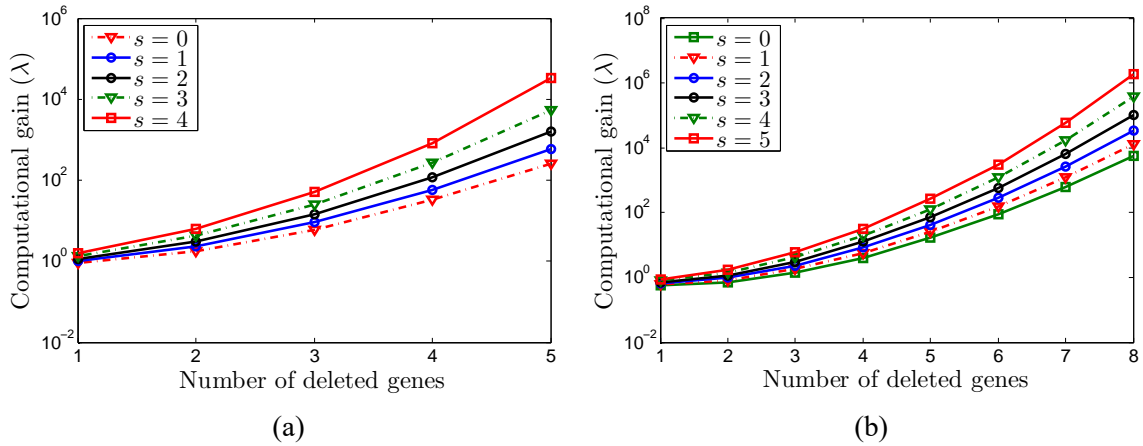 Computational gain (λ)
10^6
10^4
10^2
10^0
10^-2
s = 0
s = 1
s = 2
s = 3
s = 4
1 2 3 4 5
Number of deleted genes
(a)
Computational gain (λ)
10^8
10^6
10^4
10^2
10^0
10^-2
s = 0
s = 1
s = 2
s = 3
s = 4
s = 5
1 2 3 4 5 6 7 8
Number of deleted genes
(b)